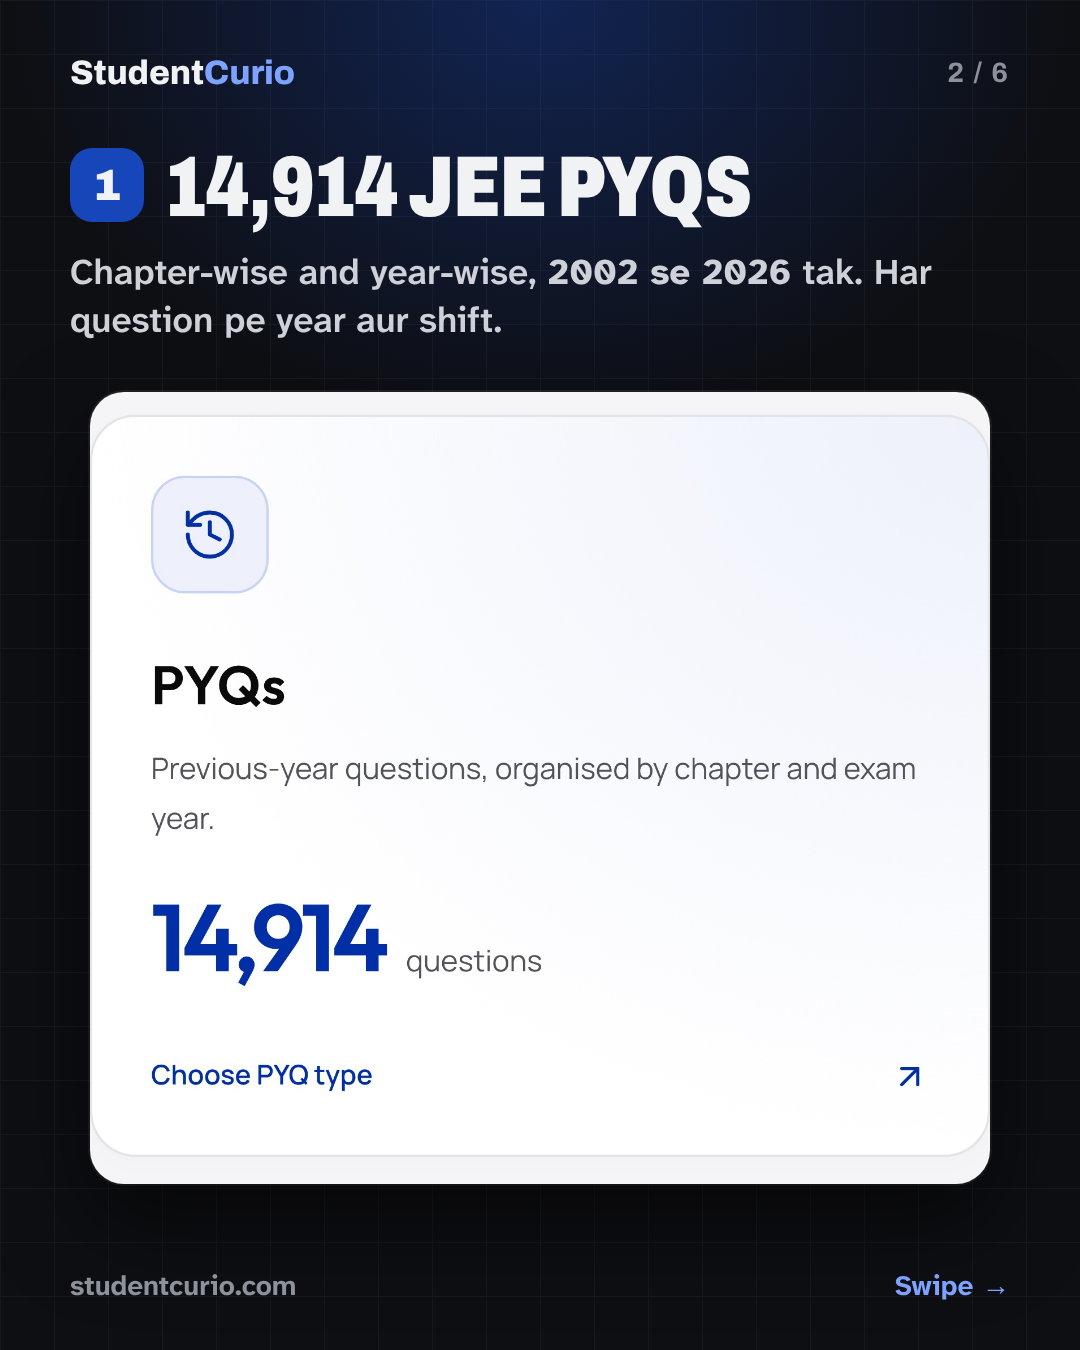 StudentCurio
2 / 6
1
14,914 JEE PYQS
Chapter-wise and year-wise, 2002 se 2026 tak. Har
question pe year aur shift.
PYQs
Previous-year questions, organised by chapter and exam
year.
14,914 questions
Choose PYQ type
studentcurio.com
Swipe →